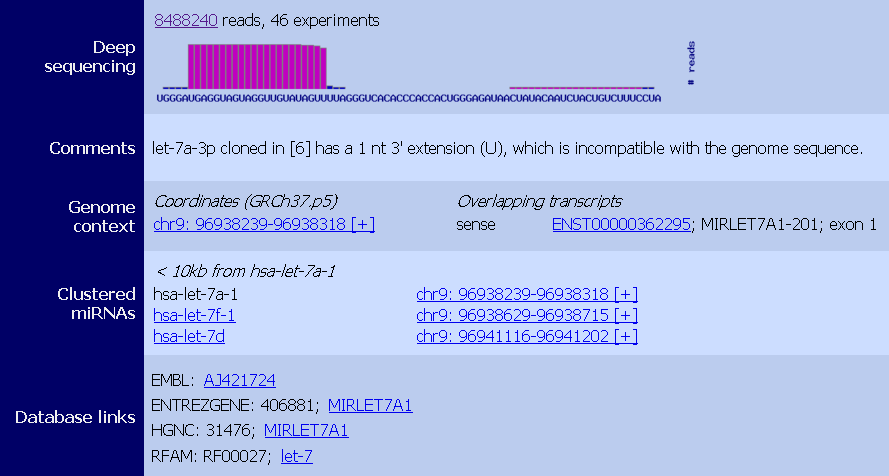 8488240 reads, 46 experiments
Deep sequencing
# reads
UGGGAUGAGGUAGUAGGUUGUAUAGUUUUAGGGUCACACCCACCACUGGGAGAUAACUAUACAAUCUACUGUCUUUCCUA
Comments
let-7a-3p cloned in [6] has a 1 nt 3' extension (U), which is incompatible with the genome sequence.
Genome context
Coordinates (GRCh37.p5) Overlapping transcripts
chr9: 96938239-96938318 [+] sense ENST00000362295; MIRLET7A1-201; exon 1
Clustered miRNAs
< 10kb from hsa-let-7a-1
hsa-let-7a-1 chr9: 96938239-96938318 [+]
hsa-let-7f-1 chr9: 96938629-96938715 [+]
hsa-let-7d chr9: 96941116-96941202 [+]
Database links
EMBL: AJ421724
ENTREZGENE: 406881; MIRLET7A1
HGNC: 31476; MIRLET7A1
RFAM: RF00027; let-7